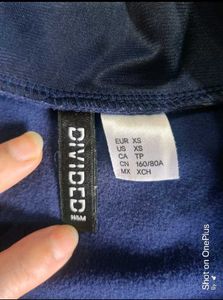 DIVIDED
H&M
EUR XS
US XS
CA TP
CN 160/80A
MX XCH
Shot on OnePlus